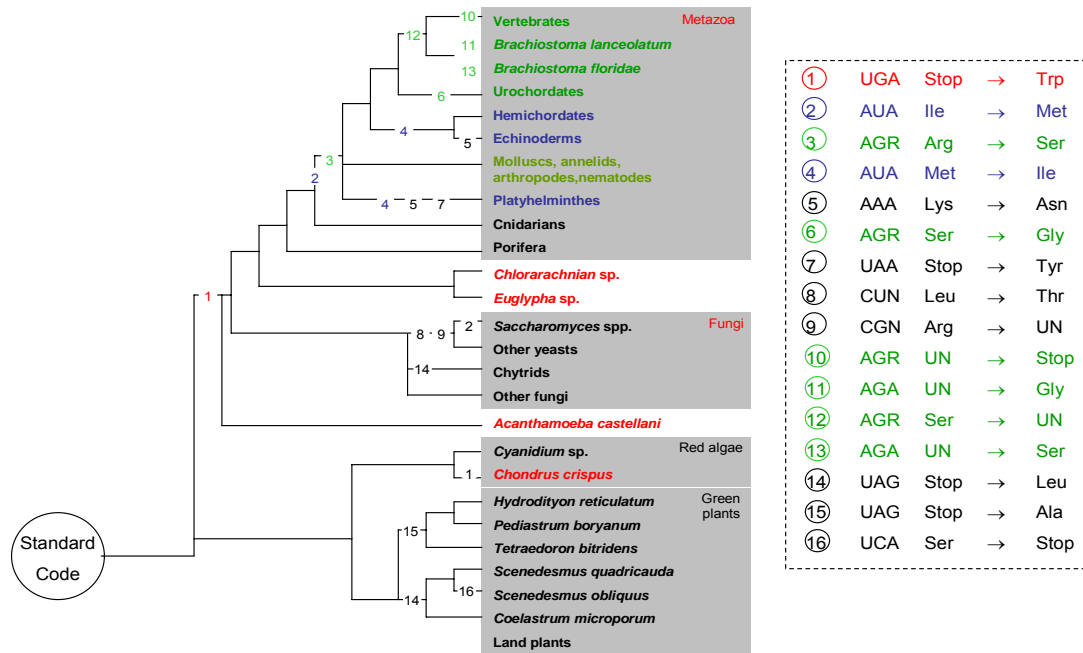 10
Vertebrates
Metazoa
12
11
Brachiostoma lanceolatum
13
Brachiostoma floridae
6
Urochordates
Hemichordates
4
5
Echinoderms
3
Molluscs, annelids,
arthropodes,nematodes
2
4 5 7
Platyhelminthes
Cnidarians
Porifera
Chlorarachnian sp.
Euglypha sp.
1
2
Saccharomyces spp.
Fungi
8 9
Other yeasts
14
Chytrids
Other fungi
Acanthamoeba castellani
Cyanidium sp.
Red algae
1
Chondrus crispus
Hydrodityon reticulatum
Green
plants
15
Pediastrum boryanum
Tetraedoron bitridens
Scenedesmus quadricauda
16
Scenedesmus obliquus
14
Coelastrum microporum
Land plants
Standard
Code
1 UGA Stop → Trp
2 AUA Ile → Met
3 AGR Arg → Ser
4 AUA Met → Ile
5 AAA Lys → Asn
6 AGR Ser → Gly
7 UAA Stop → Tyr
8 CUN Leu → Thr
9 CGN Arg → UN
10 AGR UN → Stop
11 AGA UN → Gly
12 AGR Ser → UN
13 AGA UN → Ser
14 UAG Stop → Leu
15 UAG Stop → Ala
16 UCA Ser → Stop